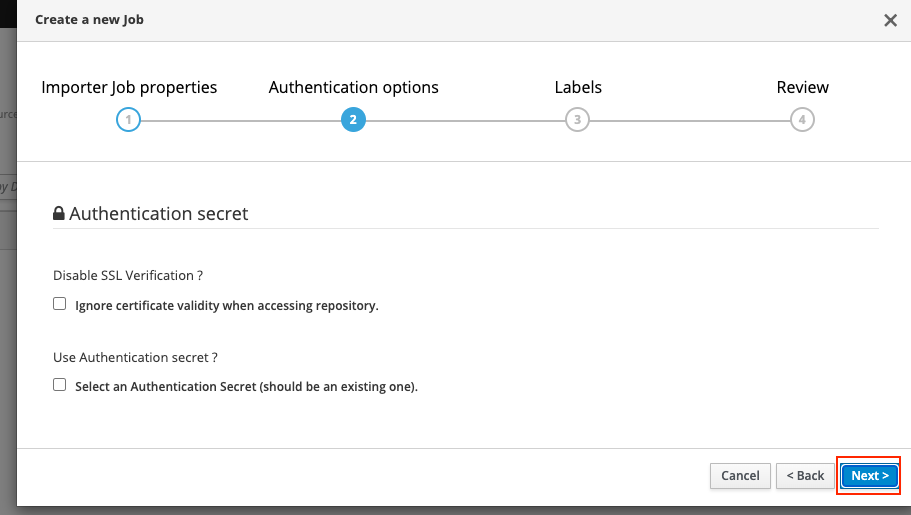 Create a new Job
Importer Job properties
Authentication options
Labels
Review
1
2
3
4
Authentication secret
Disable SSL Verification ?
Ignore certificate validity when accessing repository.
Use Authentication secret ?
Select an Authentication Secret (should be an existing one).
Cancel
< Back
Next >